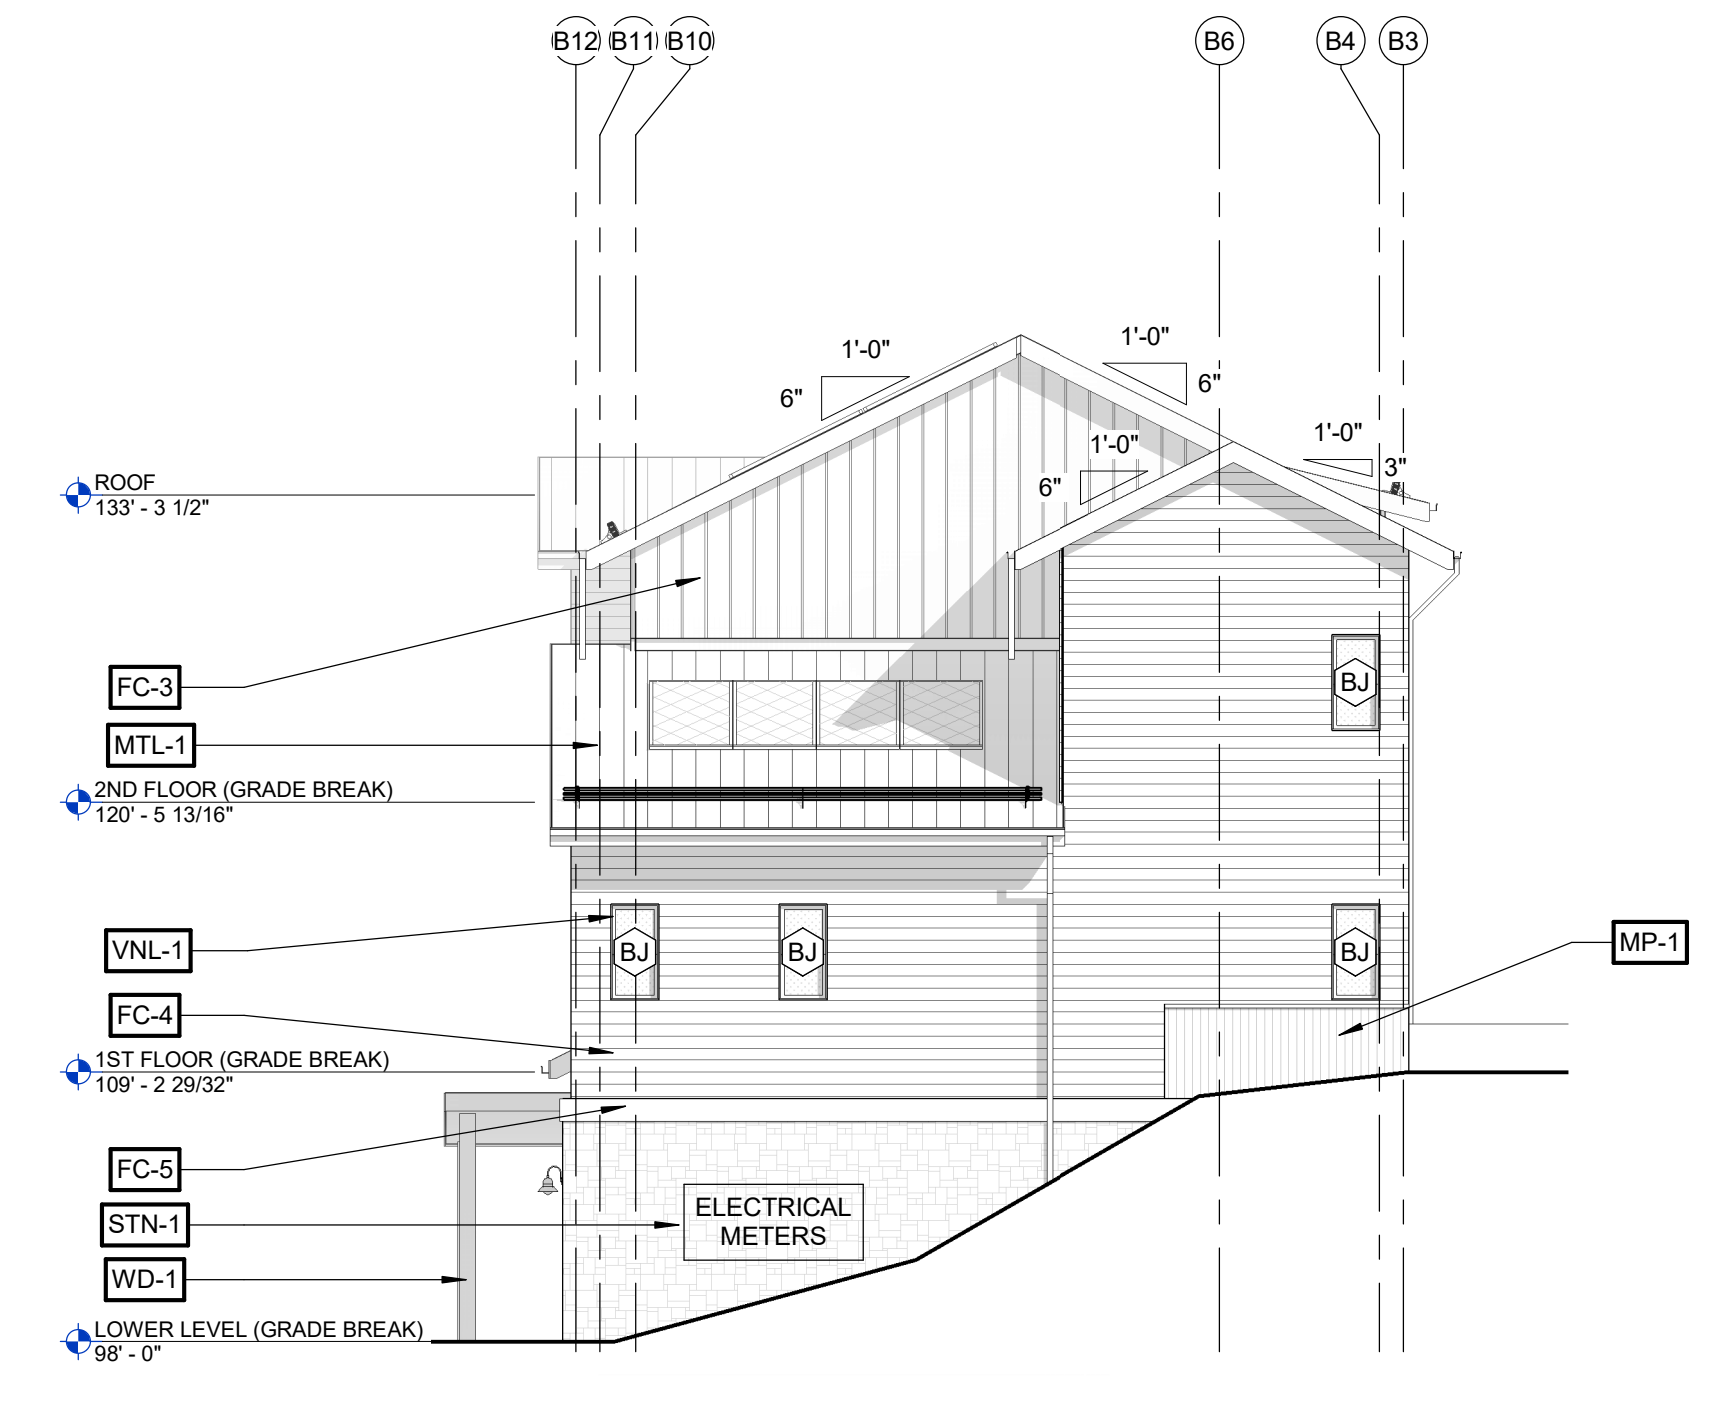 B12
B11
B10
B6
B4
B3
1'-0"
6"
1'-0"
6"
1'-0"
6"
1'-0"
3"
ROOF
133' - 3 1/2"
FC-3
BJ
MTL-1
2ND FLOOR (GRADE BREAK)
120' - 5 13/16"
VNL-1
BJ
BJ
BJ
MP-1
FC-4
1ST FLOOR (GRADE BREAK)
109' - 2 29/32"
FC-5
STN-1
ELECTRICAL
METERS
WD-1
LOWER LEVEL (GRADE BREAK)
98' - 0"